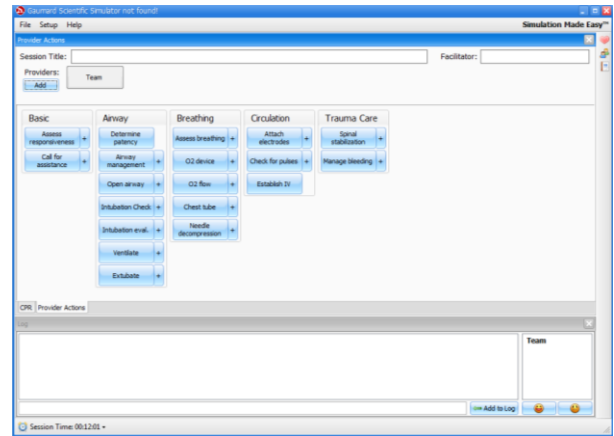 Gaumard Scientific Simulator not found!
File Setup Help Simulation Made Easy™
Provider Actions
Session Title: Facilitator:
Providers:
Add
Team
Basic Airway Breathing Circulation Trauma Care
Assess responsiveness + Determine patency Assess breathing + Attach electrodes + Spinal stabilization +
Call for assistance + Airway management + O2 device + Check for pulses + Manage bleeding +
Open airway + O2 flow + Establish IV
Intubation Check + Chest tube +
Intubation eval. + Needle decompression +
Ventilate +
Extubate +
CPR Provider Actions
Log
Team
Add to Log
Session Time: 00:12:01